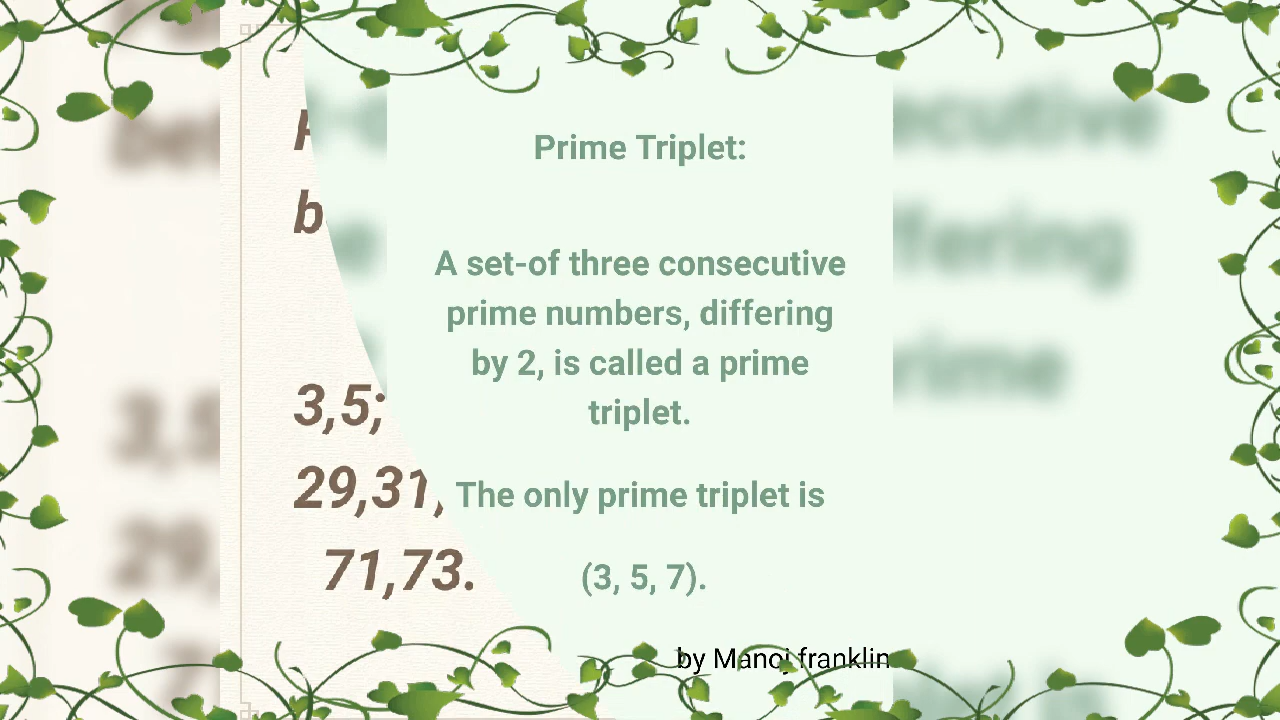 Prime Triplet:
A set-of three consecutive
prime numbers, differing
by 2, is called a prime
triplet.
The only prime triplet is
(3, 5, 7).
by Manoj franklin
3,5;
29,31,
71,73.